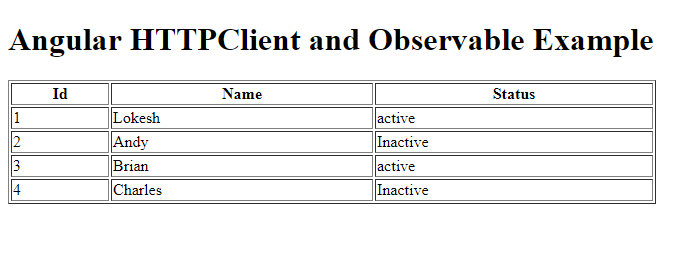 Angular HTTPClient and Observable Example
Id Name Status
1 Lokesh active
2 Andy Inactive
3 Brian active
4 Charles Inactive